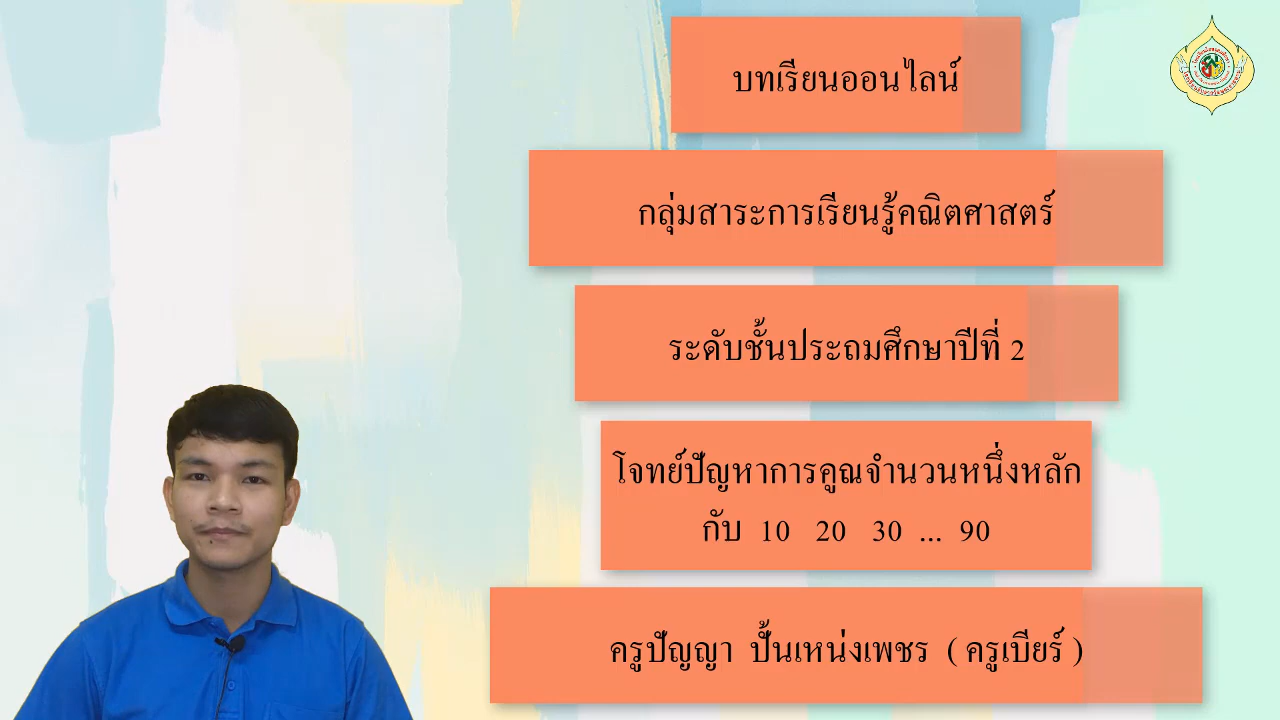 บทเรียนออนไลน์
กลุ่มสาระการเรียนรู้คณิตศาสตร์
ระดับชั้นประถมศึกษาปีที่ 2
โจทย์ปัญหาการคูณจำนวนหนึ่งหลัก
กับ 10 20 30 ... 90
ครูปัญญา ปั้นเหน่งเพชร ( ครูเบียร์ )